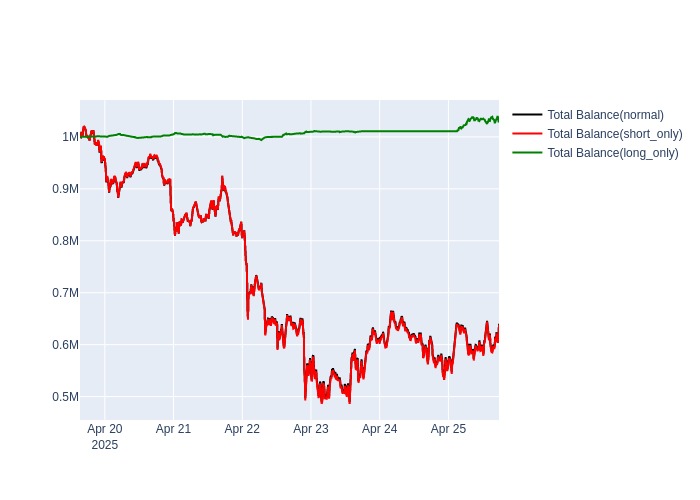 Total Balance(normal)
Total Balance(short_only)
Total Balance(long_only)
1M
0.9M
0.8M
0.7M
0.6M
0.5M
Apr 20
2025
Apr 21
Apr 22
Apr 23
Apr 24
Apr 25